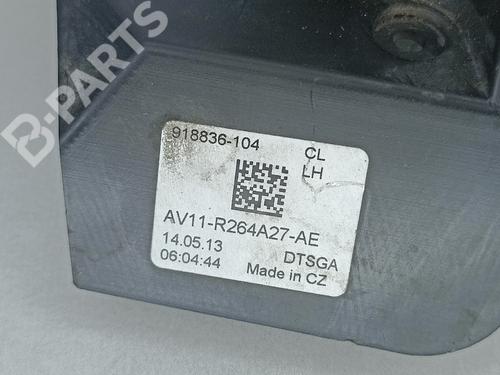 B-PARTS
918836-104
CL
LH
AV11-R264A27-AE
14.05.13
DTSGA
06:04:44
Made in CZ